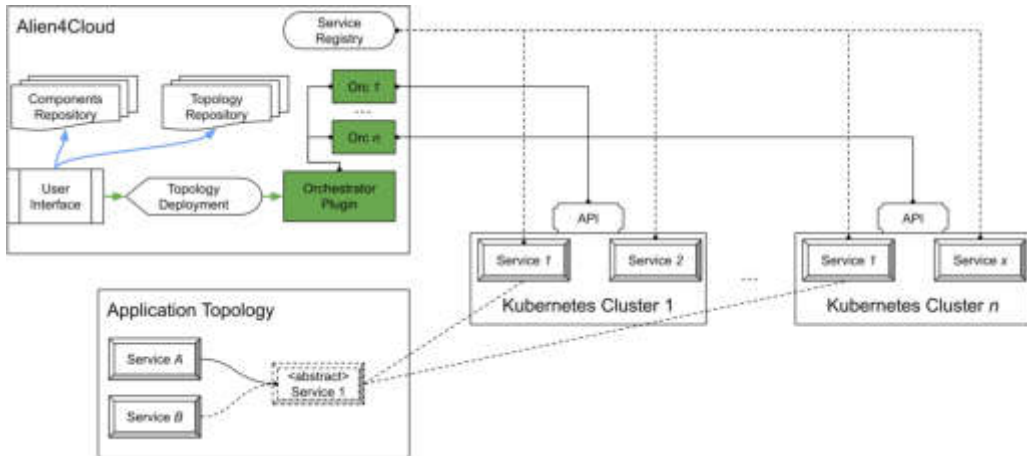 Alien4Cloud
Service
Registry
Components
Repository
Topology
Repository
Orc 1
...
Orc n
User
Interface
Topology
Deployment
Orchestrator
Plugin
API
API
Service 1
Service 2
Kubernetes Cluster 1
...
Service 1
Service x
Kubernetes Cluster n
Application Topology
Service A
<abstract>
Service 1
Service B